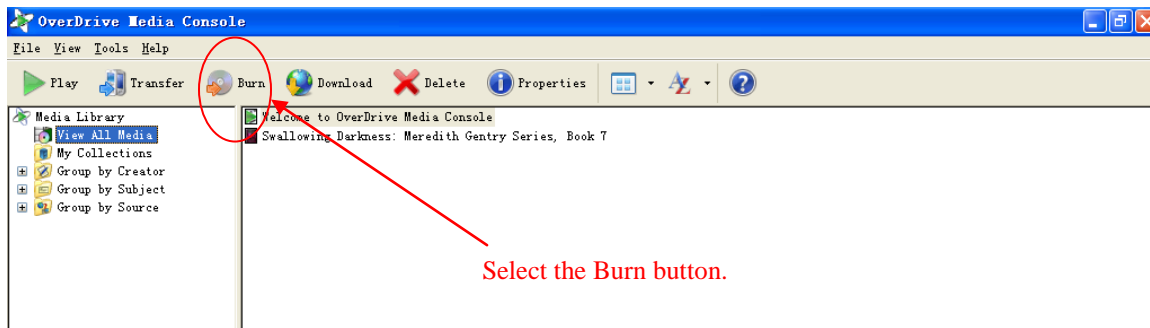 OverDrive Media Console
File View Tools Help
Play Transfer Burn Download Delete Properties
Media Library
View All Media
My Collections
Group by Creator
Group by Subject
Group by Source
Welcome to OverDrive Media Console
Swallowing Darkness: Meredith Gentry Series, Book 7
Select the Burn button.